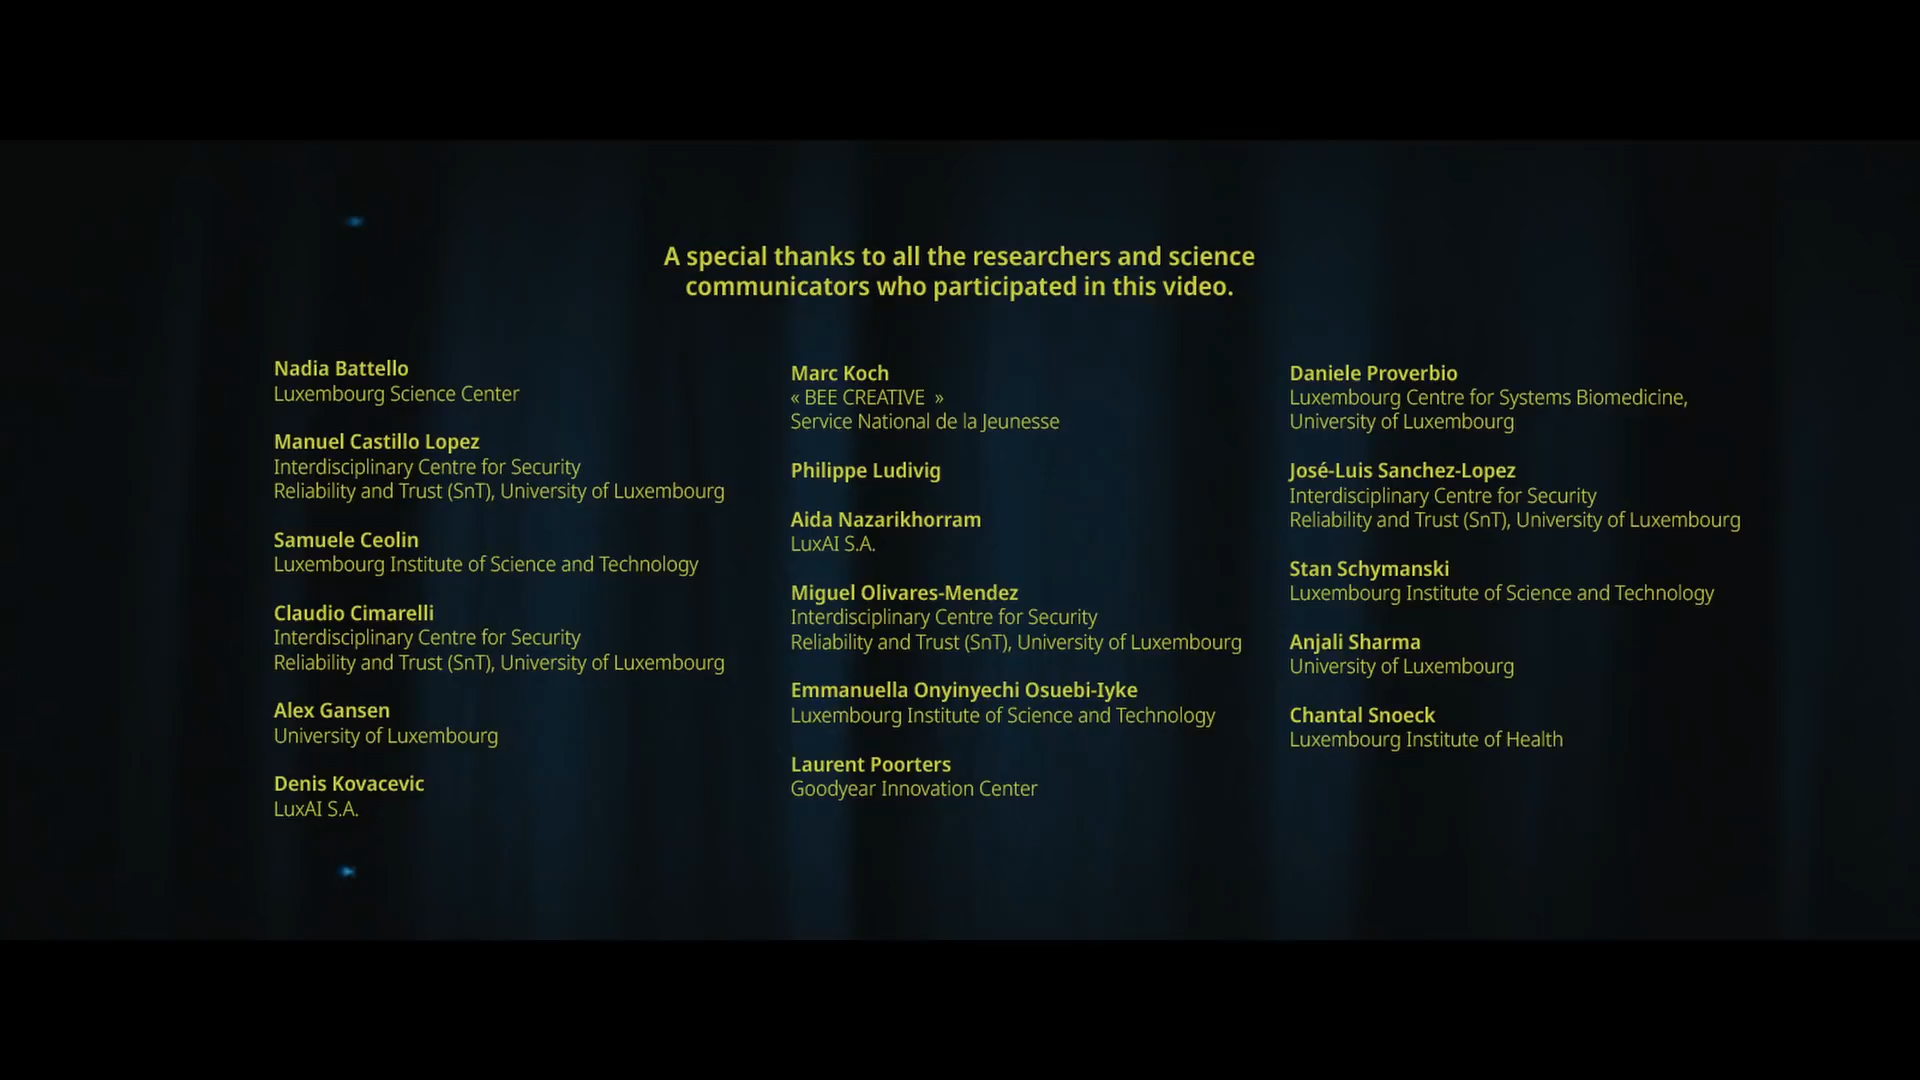 A special thanks to all the researchers and science
communicators who participated in this video.
Nadia Battello
Luxembourg Science Center
Manuel Castillo Lopez
Interdisciplinary Centre for Security
Reliability and Trust (SnT), University of Luxembourg
Samuele Ceolin
Luxembourg Institute of Science and Technology
Claudio Cimarelli
Interdisciplinary Centre for Security
Reliability and Trust (SnT), University of Luxembourg
Alex Gansen
University of Luxembourg
Denis Kovacevic
LuxAI S.A.
Marc Koch
« BEE CREATIVE »
Service National de la Jeunesse
Philippe Ludivig
Aida Nazarikhorram
LuxAI S.A.
Miguel Olivares-Mendez
Interdisciplinary Centre for Security
Reliability and Trust (SnT), University of Luxembourg
Emmanuella Onyinyechi Osuebi-Iyke
Luxembourg Institute of Science and Technology
Laurent Poorters
Goodyear Innovation Center
Daniele Proverbio
Luxembourg Centre for Systems Biomedicine,
University of Luxembourg
José-Luis Sanchez-Lopez
Interdisciplinary Centre for Security
Reliability and Trust (SnT), University of Luxembourg
Stan Schymanski
Luxembourg Institute of Science and Technology
Anjali Sharma
University of Luxembourg
Chantal Snoeck
Luxembourg Institute of Health